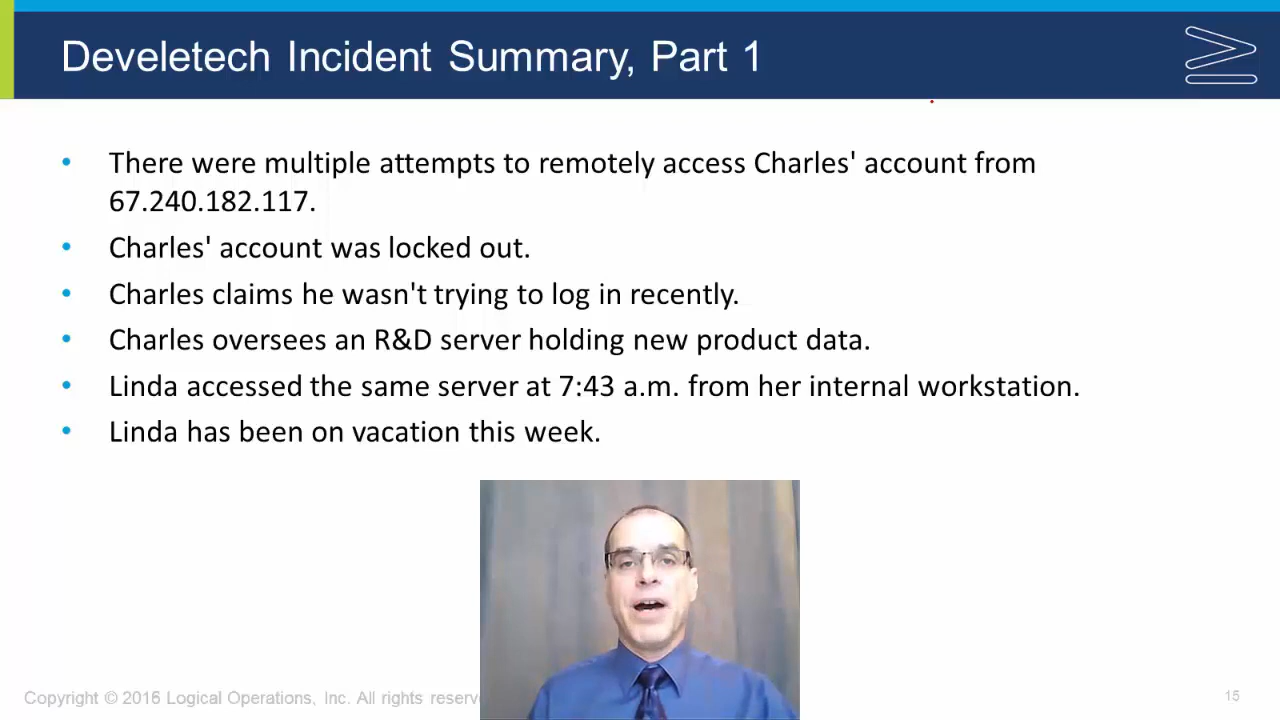 Develetech Incident Summary, Part 1
• There were multiple attempts to remotely access Charles' account from
67.240.182.117.
• Charles' account was locked out.
• Charles claims he wasn't trying to log in recently.
• Charles oversees an R&D server holding new product data.
• Linda accessed the same server at 7:43 a.m. from her internal workstation.
• Linda has been on vacation this week.
Copyright © 2016 Logical Operations, Inc. All rights
15